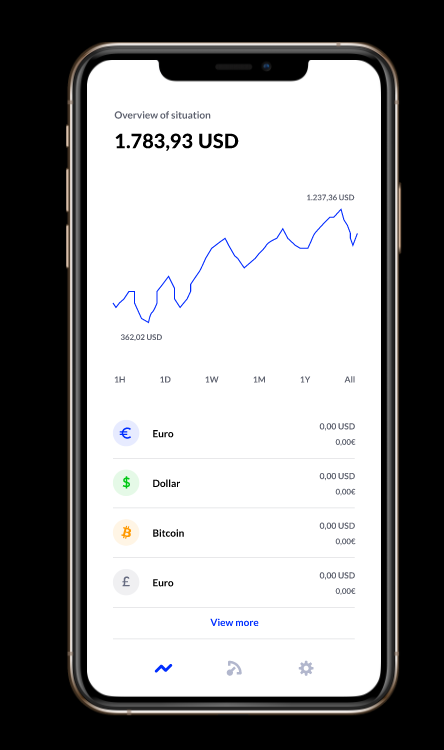 Overview of situation
1.783,93 USD
1.237,36 USD
362,02 USD
1H 1D 1W 1M 1Y All
€ Euro 0,00 USD
0,00€
$ Dollar 0,00 USD
0,00€
₿ Bitcoin 0,00 USD
0,00€
£ Euro 0,00 USD
0,00€
View more